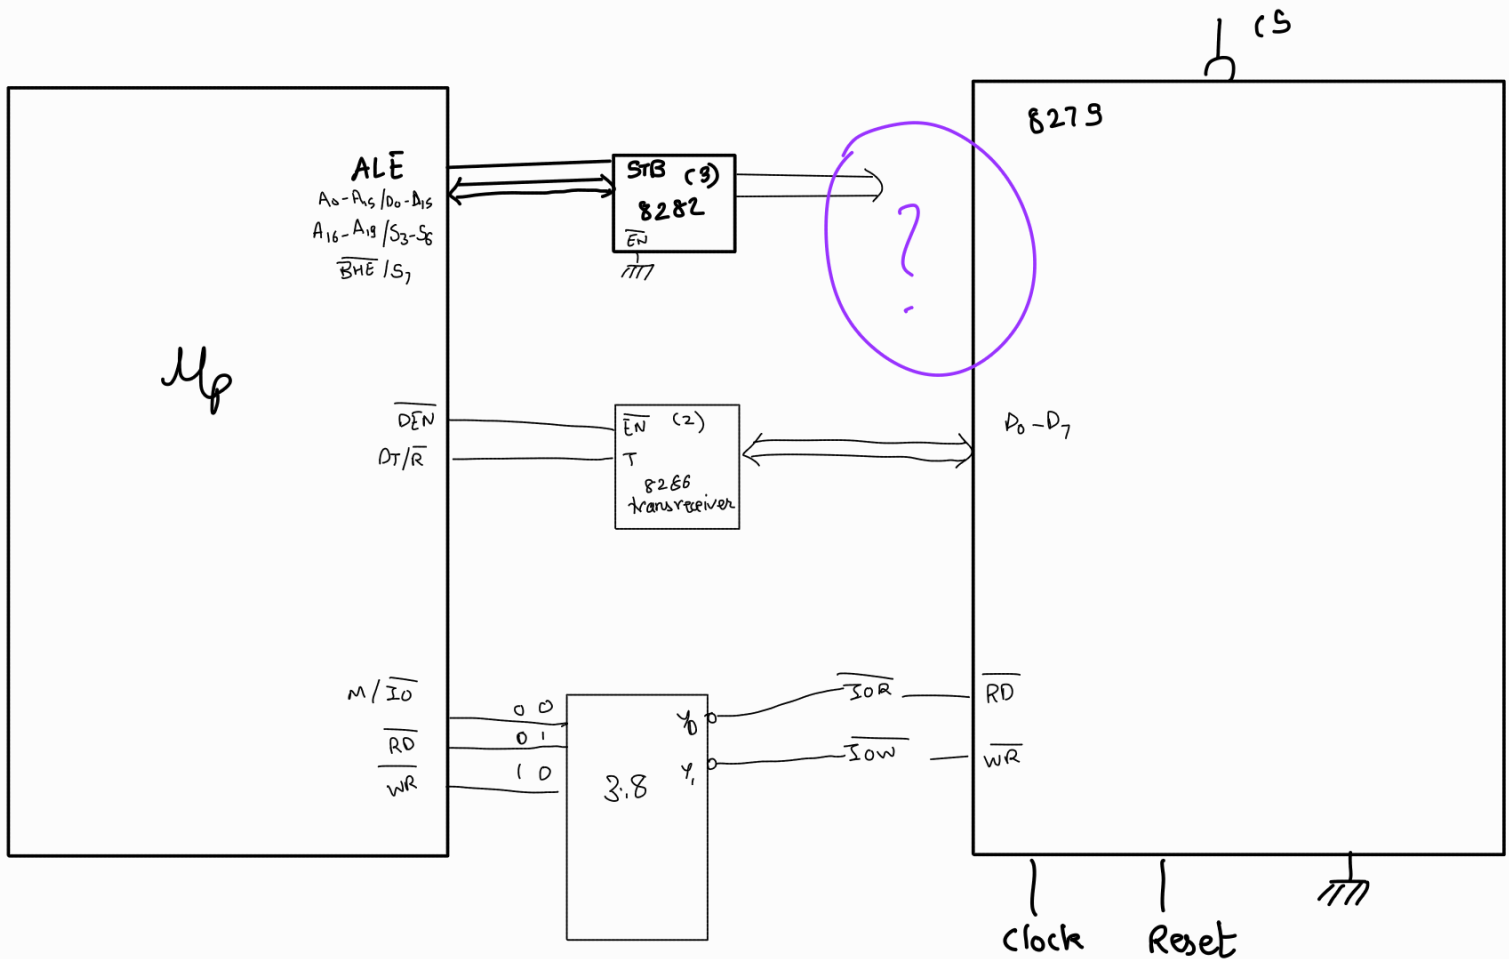 CS
8279
ALE
A0-A15/D0-D15
A16-A19/S3-S6
BHE/S7
STB (3)
8282
EN
?
μp
DEN
DT/R
EN (2)
T
8286
transreceiver
D0-D7
M/IO
RD
WR
0 0
0 1
1 0
3:8
Y0
Y1
IOR
IOW
RD
WR
Clock
Reset